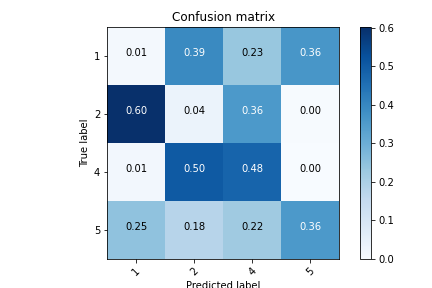 Confusion matrix
True label
1 0.01 0.39 0.23 0.36
2 0.60 0.04 0.36 0.00
4 0.01 0.50 0.48 0.00
5 0.25 0.18 0.22 0.36
1 2 4 5
Predicted label
0.6
0.5
0.4
0.3
0.2
0.1
0.0